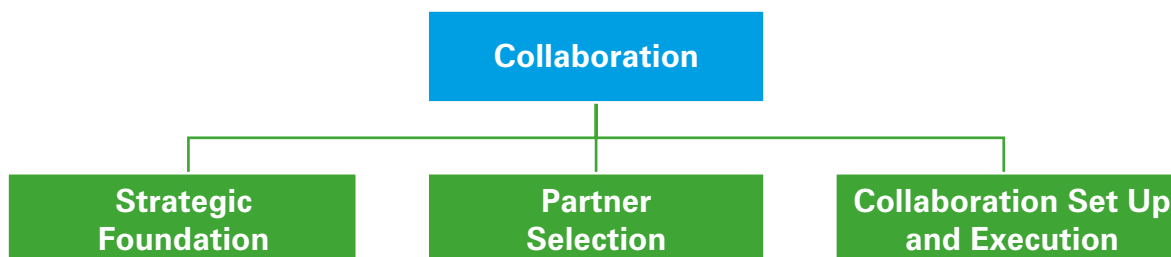 Collaboration
Strategic
Foundation
Partner
Selection
Collaboration Set Up
and Execution